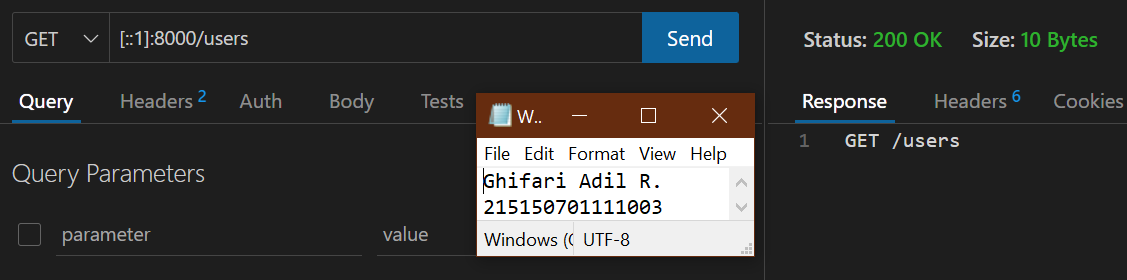 GET [::1]:8000/users Send
Status: 200 OK Size: 10 Bytes
Query Headers 2 Auth Body Tests
Response Headers 6 Cookies
W..
File Edit Format View Help
Ghifari Adil R.
215150701111003
Windows (C UTF-8
Query Parameters
parameter value
1 GET /users